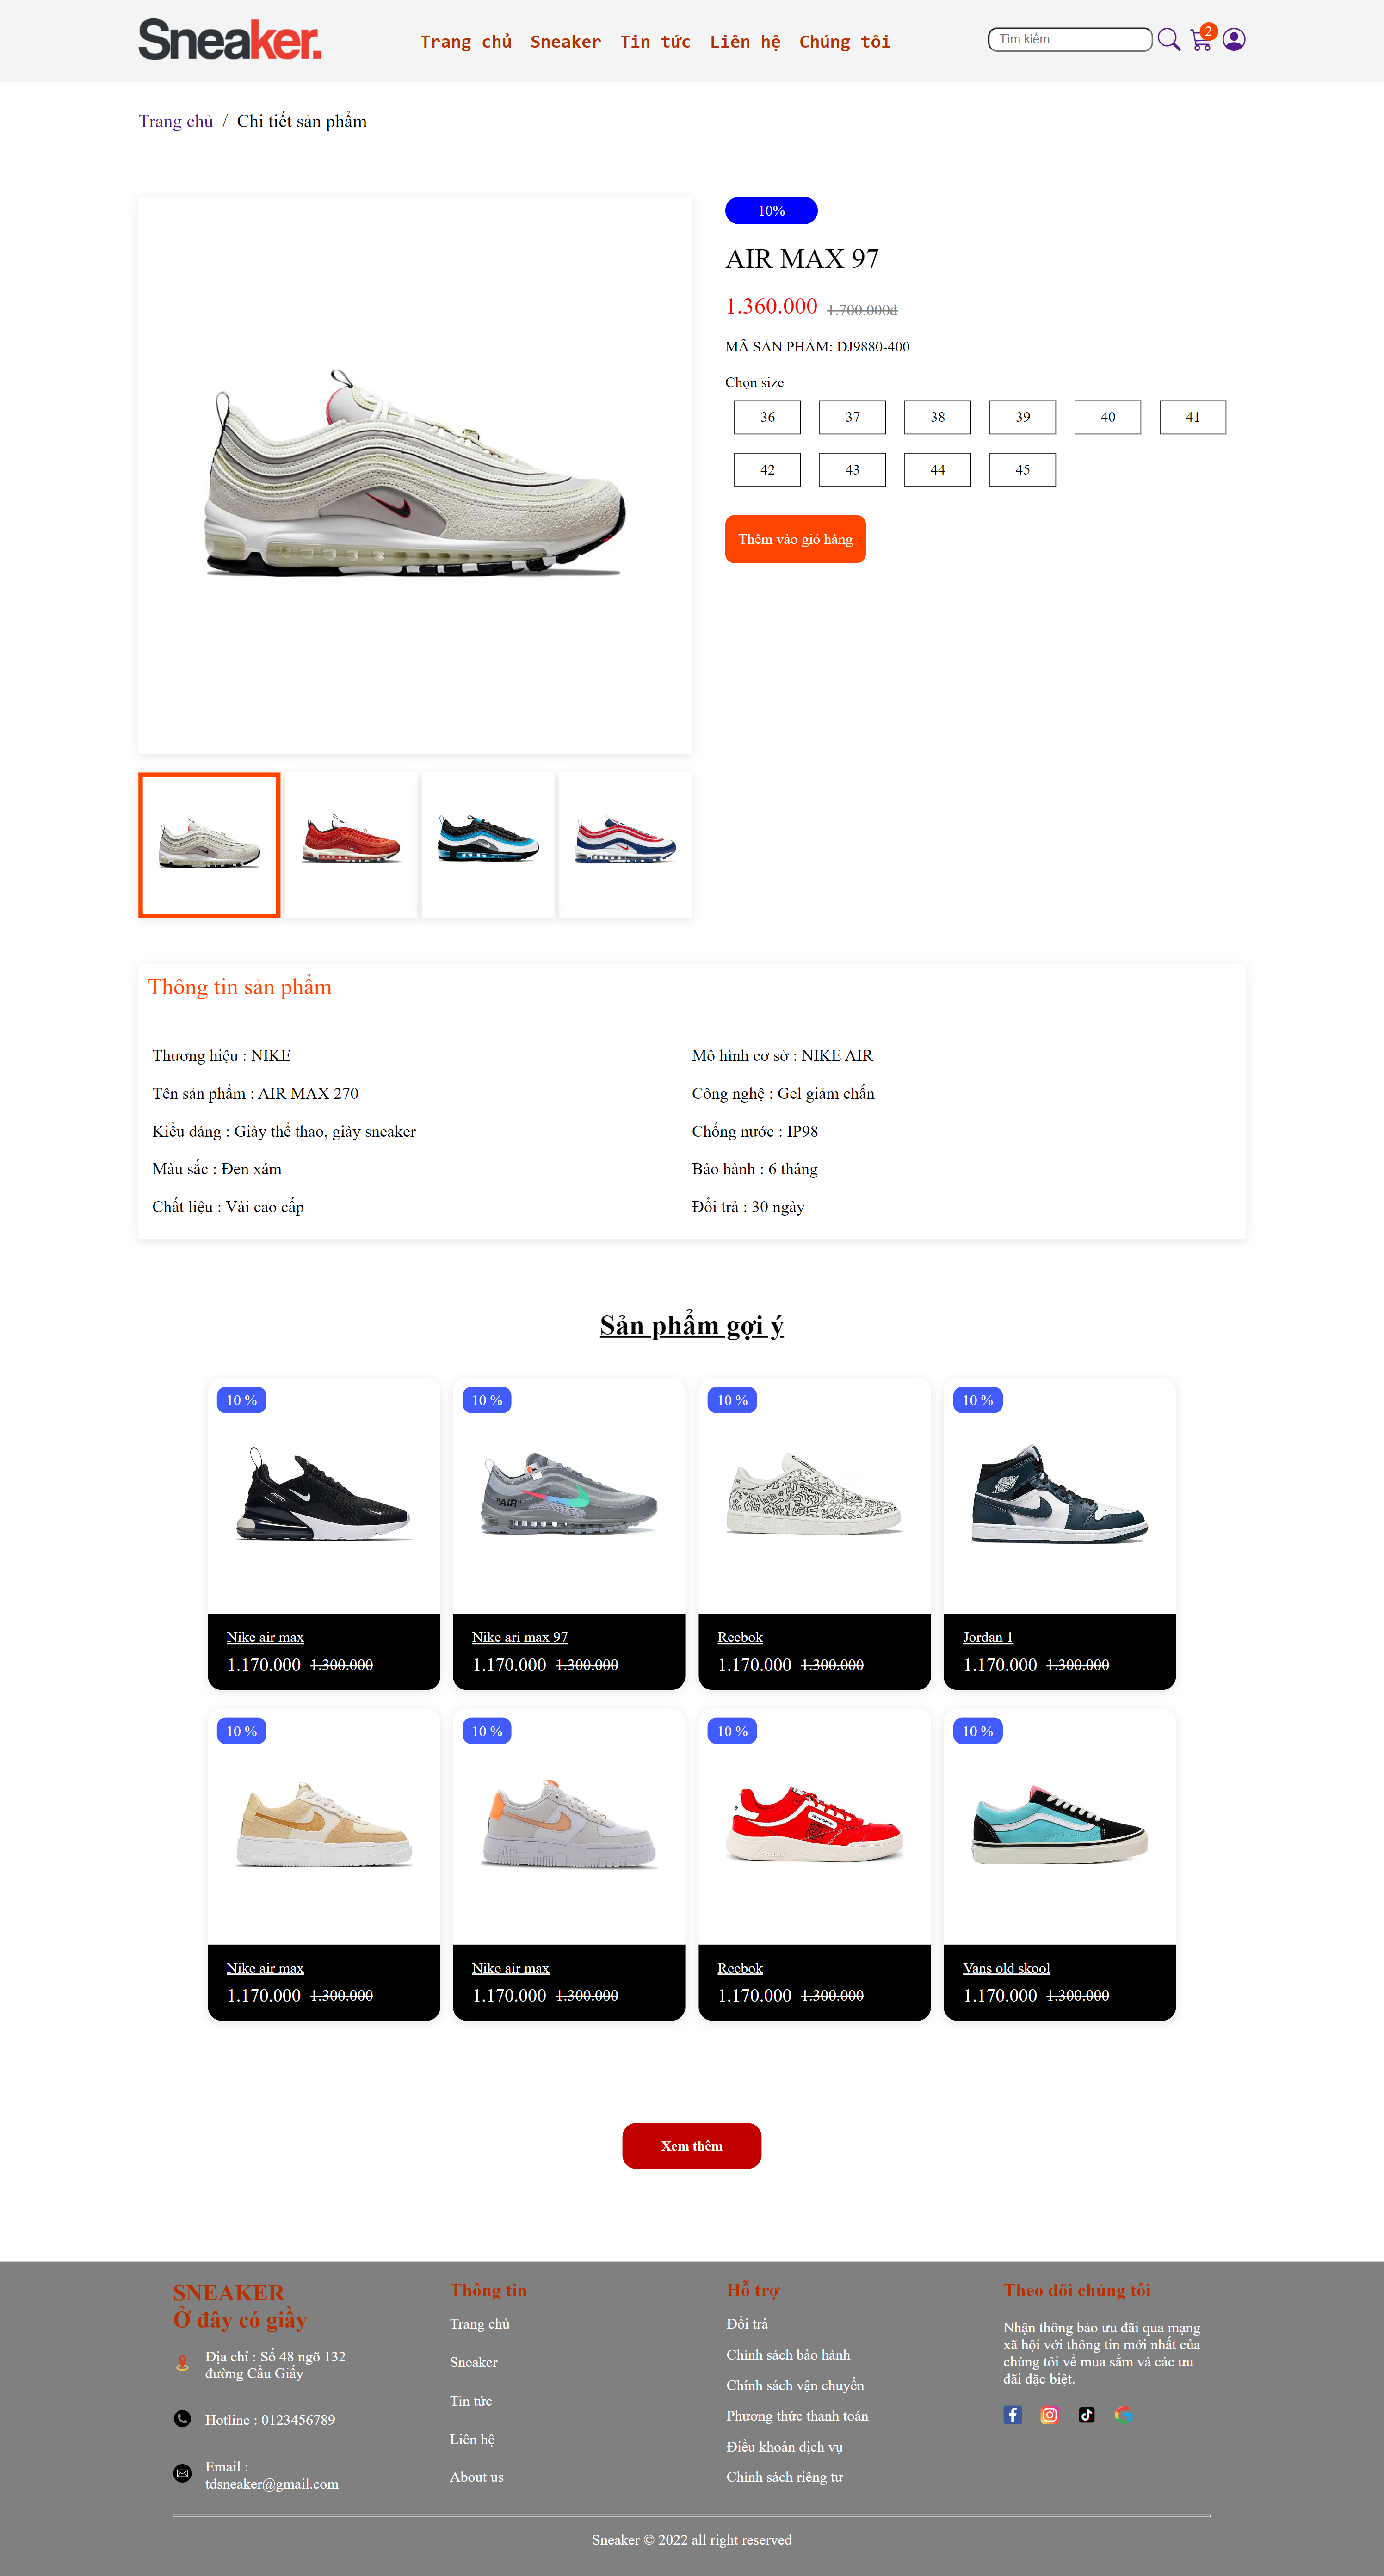 Sneaker.
Trang chủ Sneaker Tin tức Liên hệ Chúng tôi
Tìm kiếm
2
Trang chủ / Chi tiết sản phẩm
10%
AIR MAX 97
1.360.000 1.700.000đ
MÃ SẢN PHẨM: DJ9880-400
Chọn size
36 37 38 39 40 41
42 43 44 45
Thêm vào giỏ hàng
Thông tin sản phẩm
Thương hiệu : NIKE
Tên sản phẩm : AIR MAX 270
Kiểu dáng : Giày thể thao, giày sneaker
Màu sắc : Đen xám
Chất liệu : Vải cao cấp
Mô hình cơ sở : NIKE AIR
Công nghệ : Gel giảm chấn
Chống nước : IP98
Bảo hành : 6 tháng
Đổi trả : 30 ngày
Sản phẩm gợi ý
10 % 10 % 10 % 10 %
"AIR"
Nike air max
1.170.000 1.300.000
Nike ari max 97
1.170.000 1.300.000
Reebok
1.170.000 1.300.000
Jordan 1
1.170.000 1.300.000
10 % 10 % 10 % 10 %
Nike air max
1.170.000 1.300.000
Nike air max
1.170.000 1.300.000
Reebok
1.170.000 1.300.000
Vans old skool
1.170.000 1.300.000
Xem thêm
SNEAKER
Ở đây có giầy
Địa chỉ : Số 48 ngõ 132
đường Cầu Giấy
Hotline : 0123456789
Email :
tdsneaker@gmail.com
Thông tin
Trang chủ
Sneaker
Tin tức
Liên hệ
About us
Hỗ trợ
Đổi trả
Chính sách bảo hành
Chính sách vận chuyển
Phương thức thanh toán
Điều khoản dịch vụ
Chính sách riêng tư
Theo dõi chúng tôi
Nhận thông báo ưu đãi qua mạng
xã hội với thông tin mới nhất của
chúng tôi về mua sắm và các ưu
đãi đặc biệt.
Sneaker © 2022 all right reserved